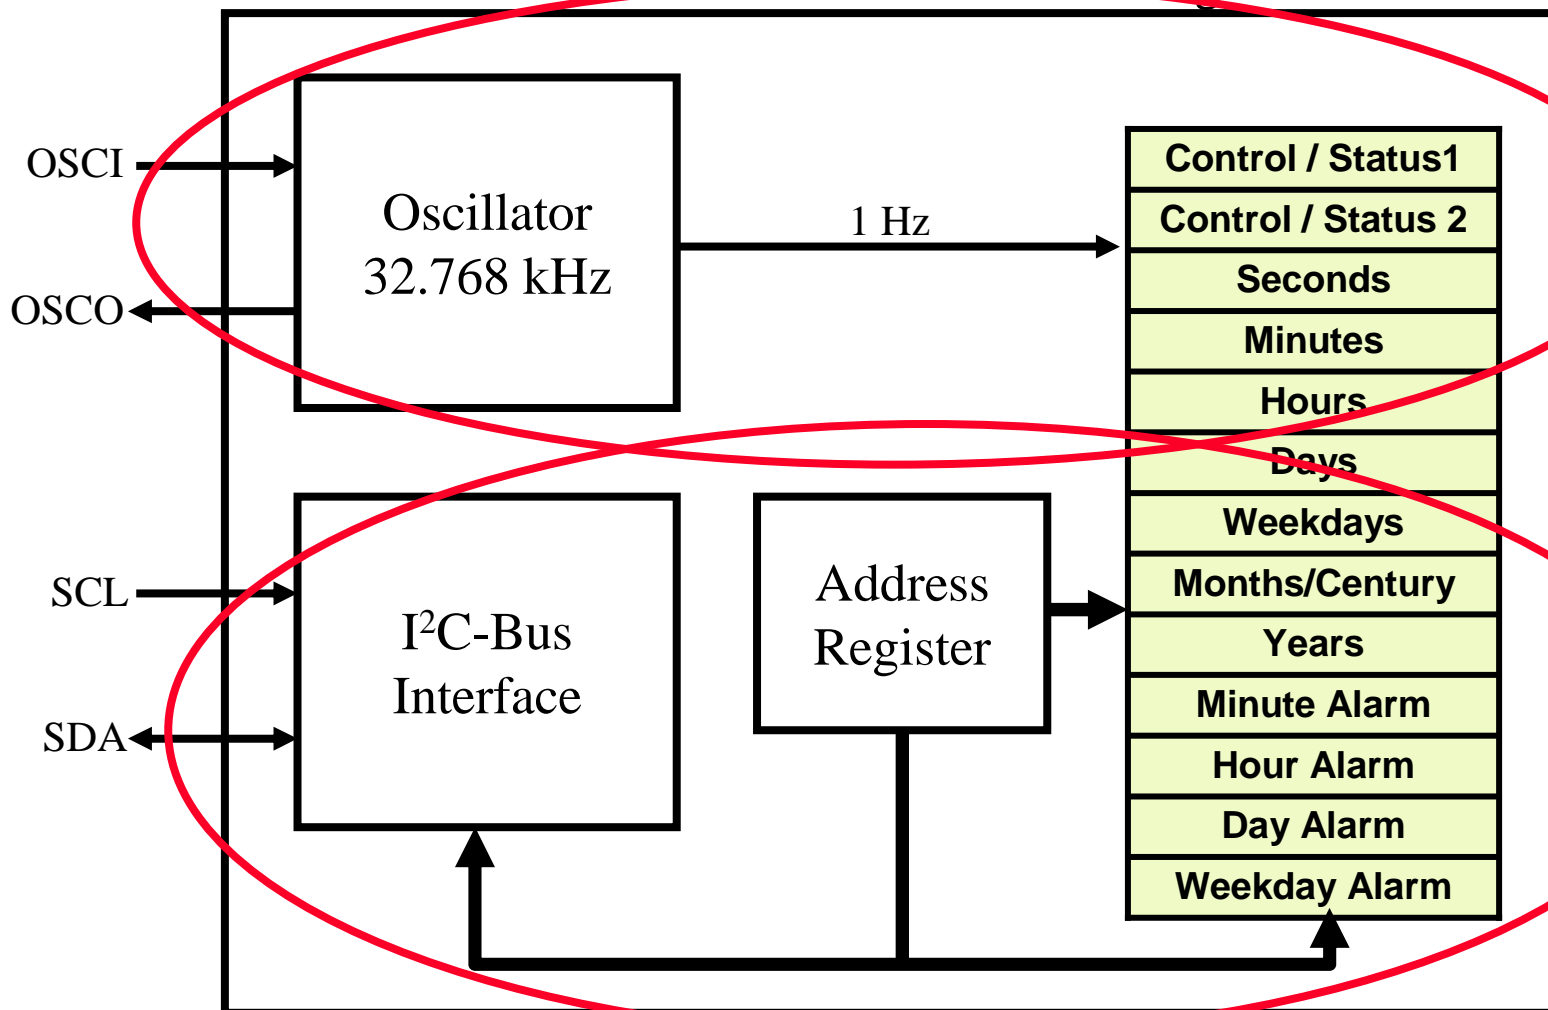 OSCI
OSCO
Oscillator
32.768 kHz
1 Hz
SCL
SDA
I²C-Bus
Interface
Address
Register
Control / Status1
Control / Status 2
Seconds
Minutes
Hours
Days
Weekdays
Months/Century
Years
Minute Alarm
Hour Alarm
Day Alarm
Weekday Alarm